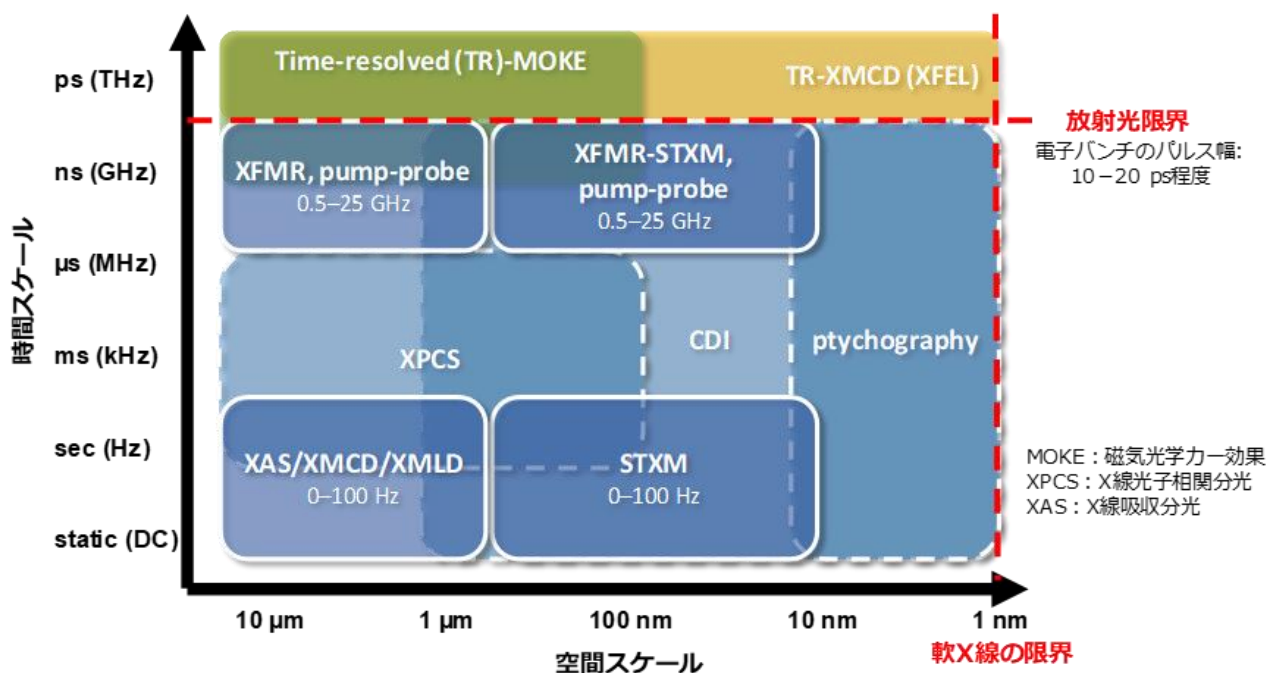 Time-resolved (TR)-MOKE
TR-XMCD (XFEL)
ps (THz)
放射光限界
電子バンチのパルス幅:
10－20 ps程度
ns (GHz)
XFMR, pump-probe
0.5–25 GHz
XFMR-STXM,
pump-probe
0.5–25 GHz
時間スケール
µs (MHz)
ms (kHz)
XPCS
CDI
ptychography
sec (Hz)
XAS/XMCD/XMLD
0–100 Hz
STXM
0–100 Hz
MOKE：磁気光学カー効果
XPCS：X線光子相関分光
XAS：X線吸収分光
static (DC)
10 µm
1 µm
100 nm
10 nm
1 nm
空間スケール
軟X線の限界